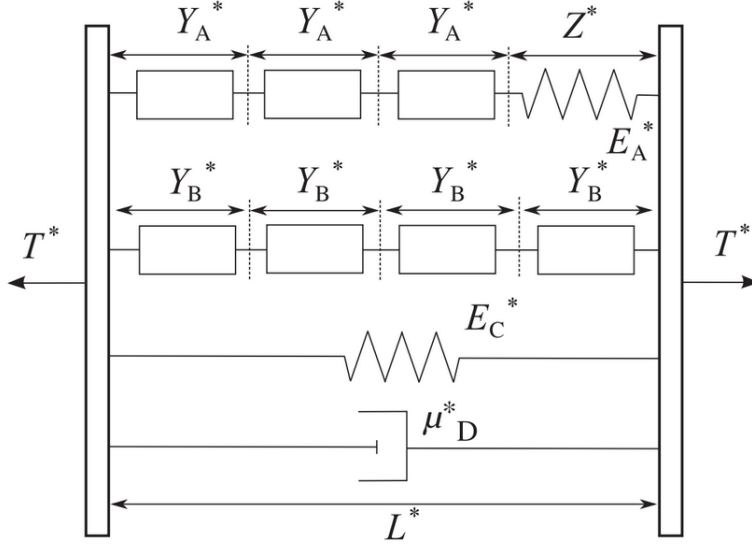 Y_A^* Y_A^* Y_A^* Z^*
E_A^*
Y_B^* Y_B^* Y_B^* Y_B^*
T^* T^*
E_C^*
μ^*_D
L^*